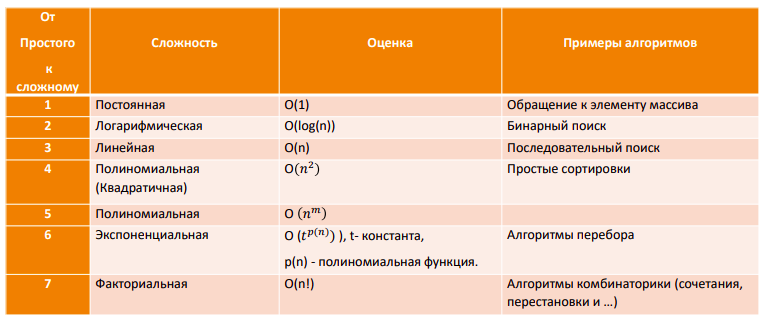 От
Простого
к
сложному
Сложность
Оценка
Примеры алгоритмов
1
Постоянная
O(1)
Обращение к элементу массива
2
Логарифмическая
O(log(n))
Бинарный поиск
3
Линейная
O(n)
Последовательный поиск
4
Полиномиальная
(Квадратичная)
O(n²)
Простые сортировки
5
Полиномиальная
O (nᵐ)
6
Экспоненциальная
O (t^{p(n)}) ), t- константа,
p(n) - полиномиальная функция.
Алгоритмы перебора
7
Факториальная
O(n!)
Алгоритмы комбинаторики (сочетания,
перестановки и …)